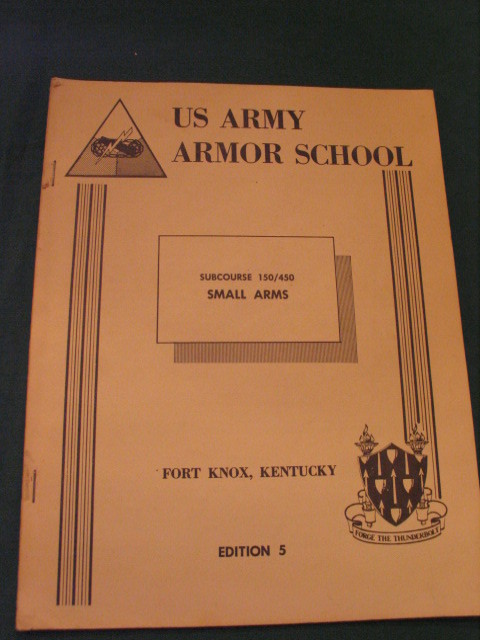 US ARMY
ARMOR SCHOOL
SUBCOURSE 150/450
SMALL ARMS
FORT KNOX, KENTUCKY
FORGE THE THUNDERBOLT
EDITION 5